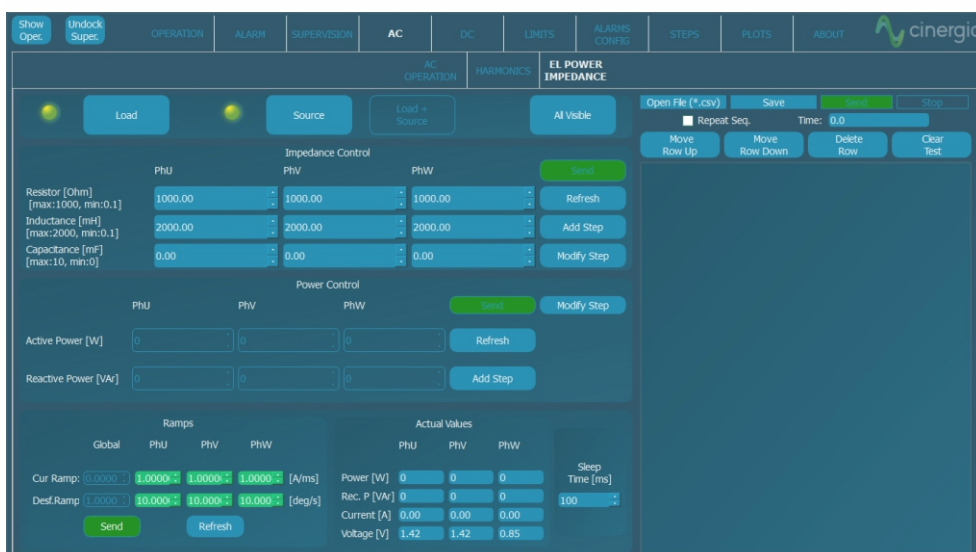 Show Oper.
Undock Super.
OPERATION ALARM SUPERVISION AC DC LIMITS ALARMS CONFIG STEPS PLOTS ABOUT
cinergic
AC OPERATION HARMONICS EL POWER IMPEDANCE
Load Source Load + Source All Visible
Open File (*.csv) Save Send Stop
Repeat Seq. Time: 0.0
Move Row Up Move Row Down Delete Row Clear Test
Impedance Control
PhU PhV PhW Send
Resistor [Ohm]
[max:1000, min:0.1]
1000.00 1000.00 1000.00 Refresh
Inductance [mH]
[max:2000, min:0.1]
2000.00 2000.00 2000.00 Add Step
Capacitance [mF]
[max:10, min:0]
0.00 0.00 0.00 Modify Step
Power Control
PhU PhV PhW Send Modify Step
Active Power [W] 0 0 0 Refresh
Reactive Power [VAr] 0 0 0 Add Step
Ramps
Global PhU PhV PhW
Cur Ramp: 0.0000 1.0000 1.0000 1.0000 [A/ms]
Desf.Ramp 1.0000 10.000 10.000 10.000 [deg/s]
Send Refresh
Actual Values
PhU PhV PhW
Power [W] 0 0 0
Rec. P [VAr] 0 0 0
Current [A] 0.00 0.00 0.00
Voltage [V] 1.42 1.42 0.85
Sleep
Time [ms]
100